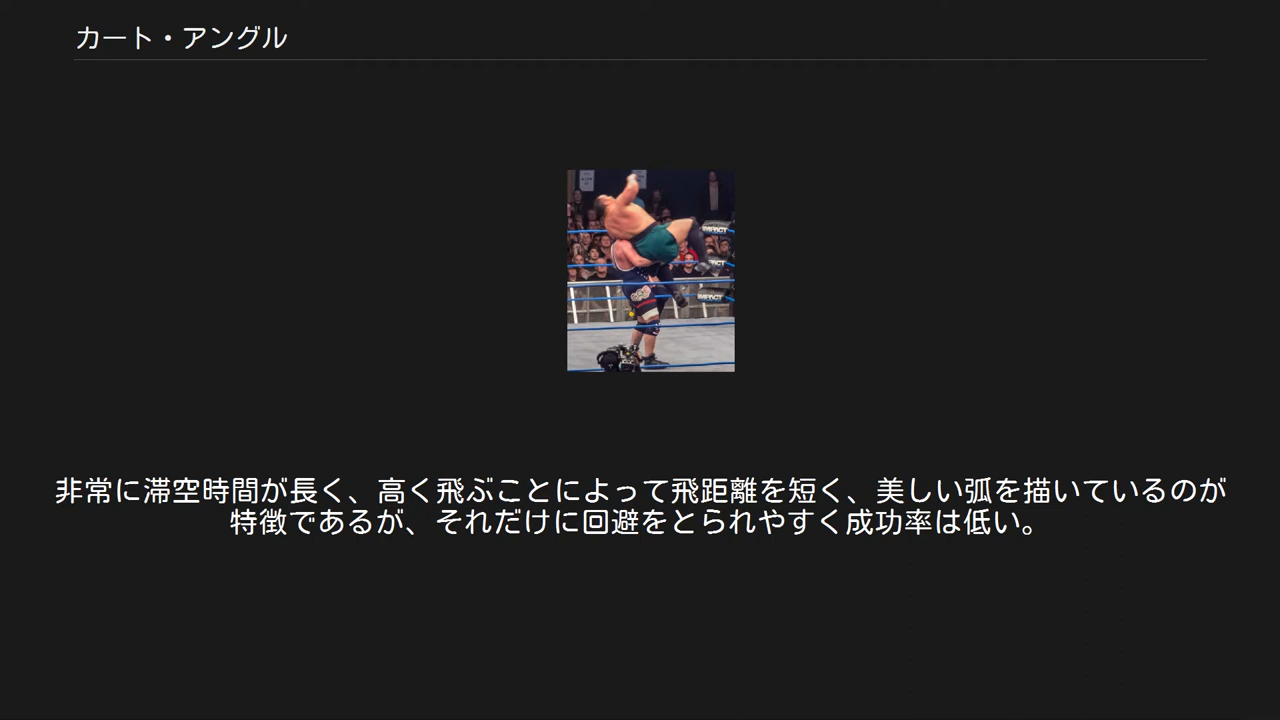 カート・アングル
IMPACT
IMPACT
IMPACT
非常に滞空時間が長く、高く飛ぶことによって飛距離を短く、美しい弧を描いているのが
特徴であるが、それだけに回避をとられやすく成功率は低い。